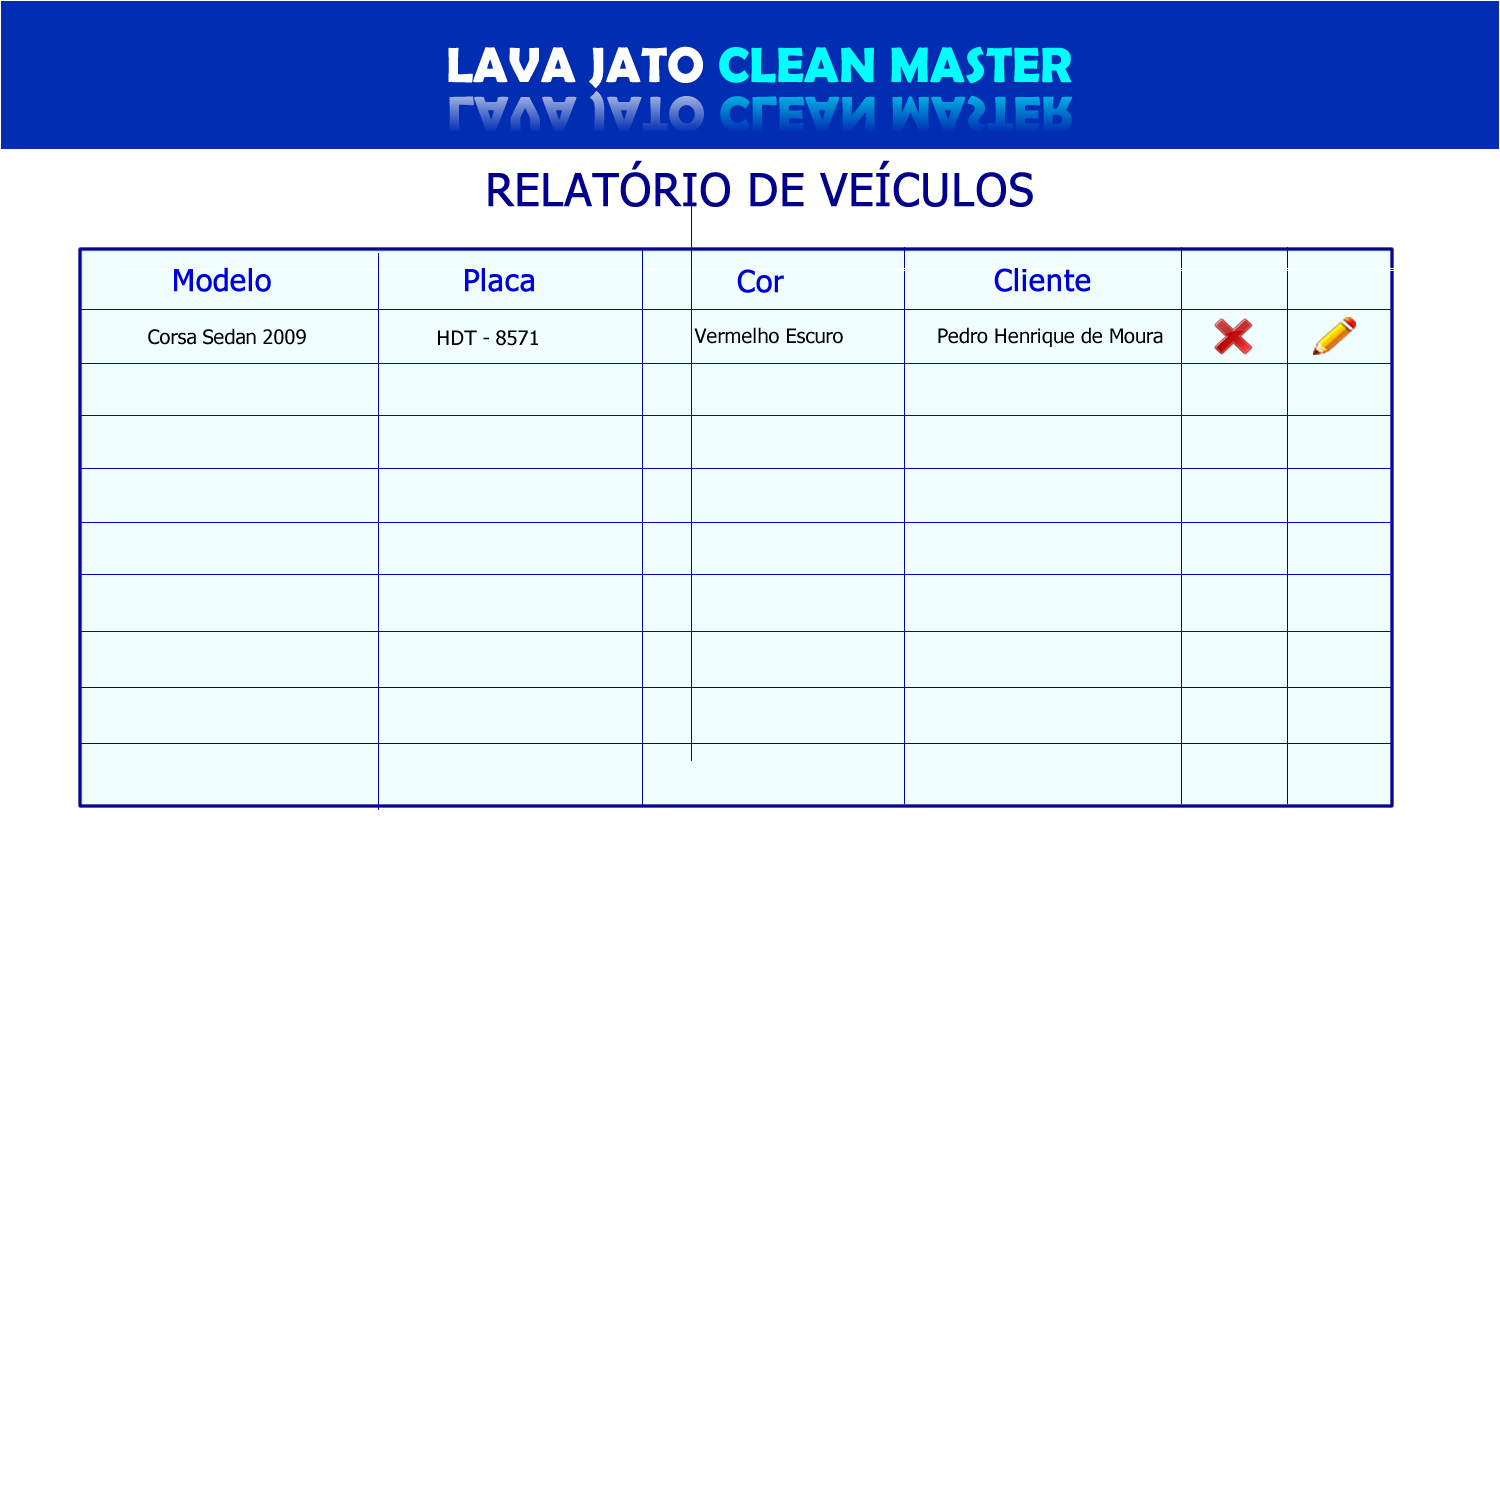 LAVA JATO CLEAN MASTER
RELATÓRIO DE VEÍCULOS
Modelo Placa Cor Cliente
Corsa Sedan 2009 HDT - 8571 Vermelho Escuro Pedro Henrique de Moura